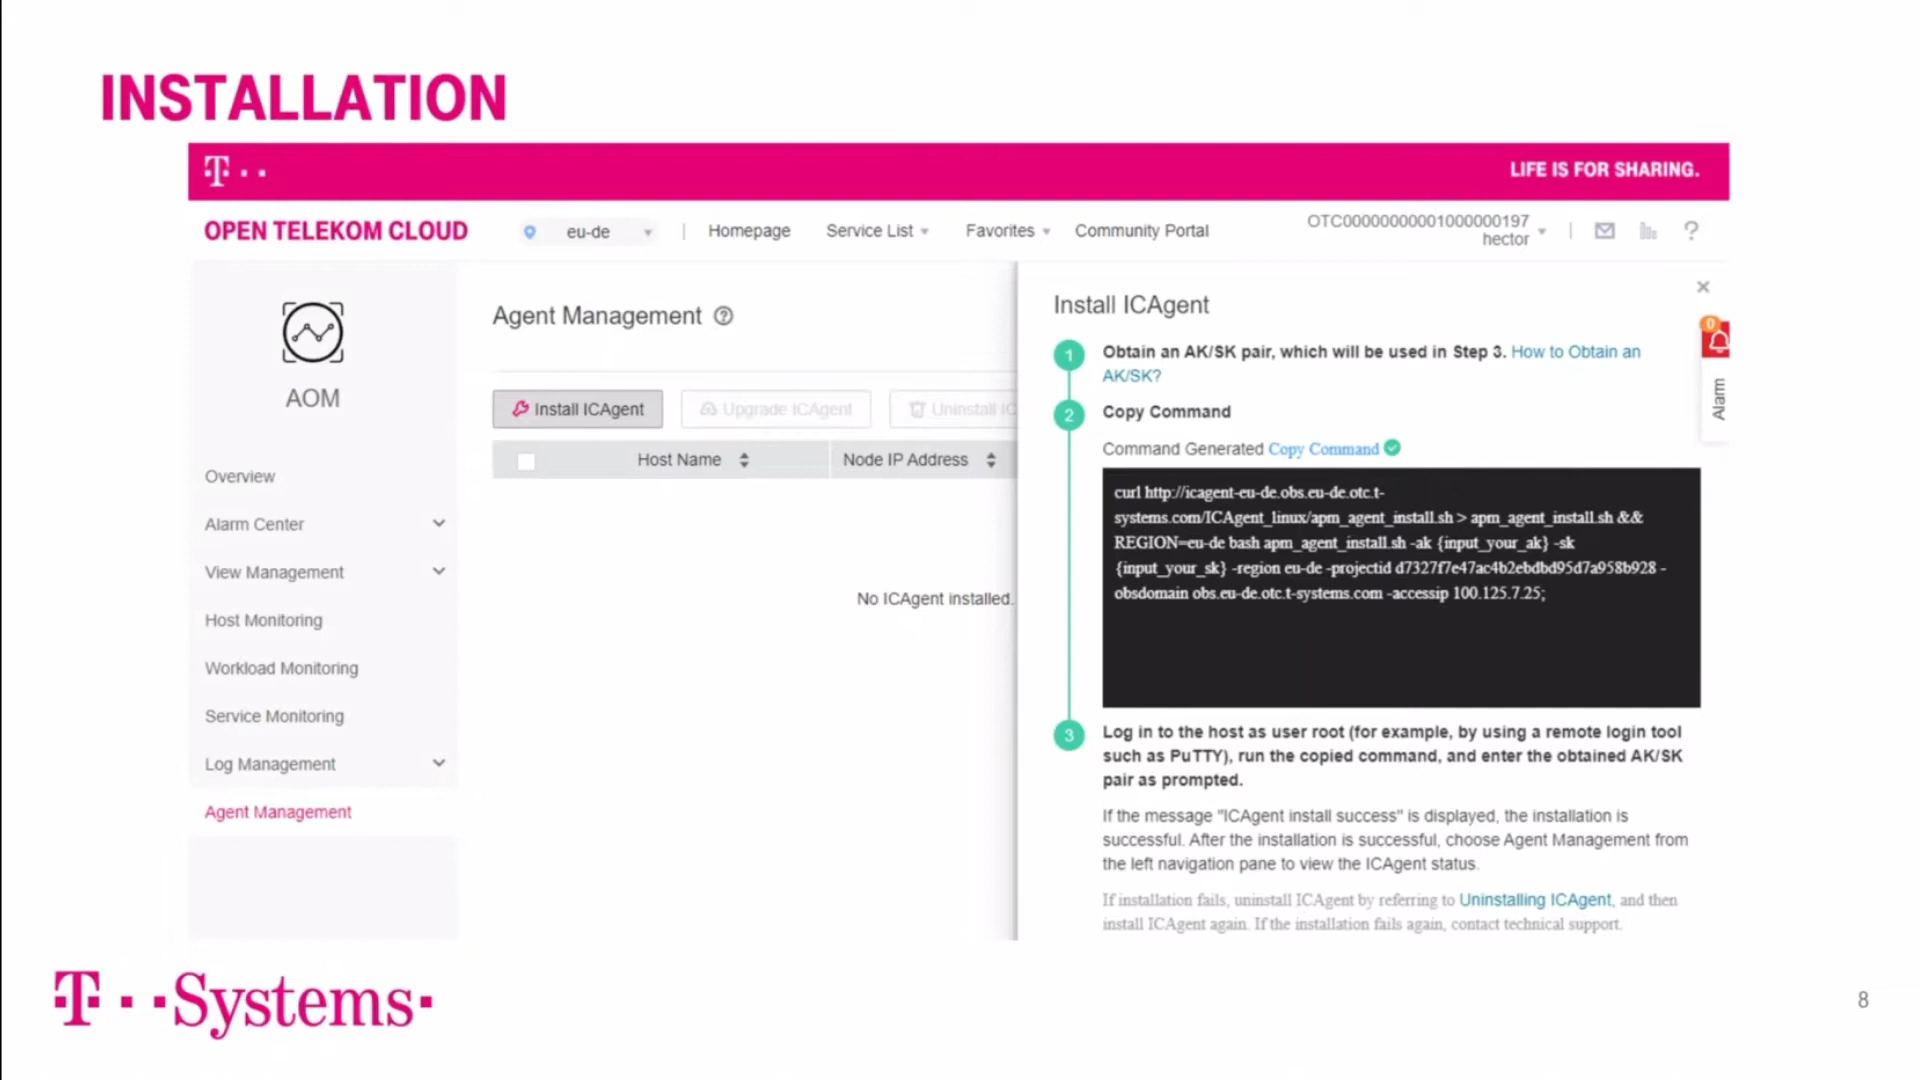 INSTALLATION
T
LIFE IS FOR SHARING.
OPEN TELEKOM CLOUD
eu-de
Homepage
Service List
Favorites
Community Portal
OTC00000000001000000197
hector
?
AOM
Overview
Alarm Center
View Management
Host Monitoring
Workload Monitoring
Service Monitoring
Log Management
Agent Management
Agent Management ?
Install ICAgent
Upgrade ICAgent
Uninstall IC
Host Name
Node IP Address
No ICAgent installed.
Install ICAgent
1
Obtain an AK/SK pair, which will be used in Step 3. How to Obtain an
AK/SK?
2
Copy Command
Command Generated Copy Command
curl http://icagent-eu-de.obs.eu-de.otc.t-
systems.com/ICAgent_linux/apm_agent_install.sh > apm_agent_install.sh &&
REGION=eu-de bash apm_agent_install.sh -ak {input_your_ak} -sk
{input_your_sk} -region eu-de -projectid d7327f7e47ac4b2ebdbd95d7a958b928 -
obsdomain obs.eu-de.otc.t-systems.com -accessip 100.125.7.25;
3
Log in to the host as user root (for example, by using a remote login tool
such as PuTTY), run the copied command, and enter the obtained AK/SK
pair as prompted.
If the message "ICAgent install success" is displayed, the installation is
successful. After the installation is successful, choose Agent Management from
the left navigation pane to view the ICAgent status.
If installation fails, uninstall ICAgent by referring to Uninstalling ICAgent, and then
install ICAgent again. If the installation fails again, contact technical support.
0
Alarm
T··Systems·
8